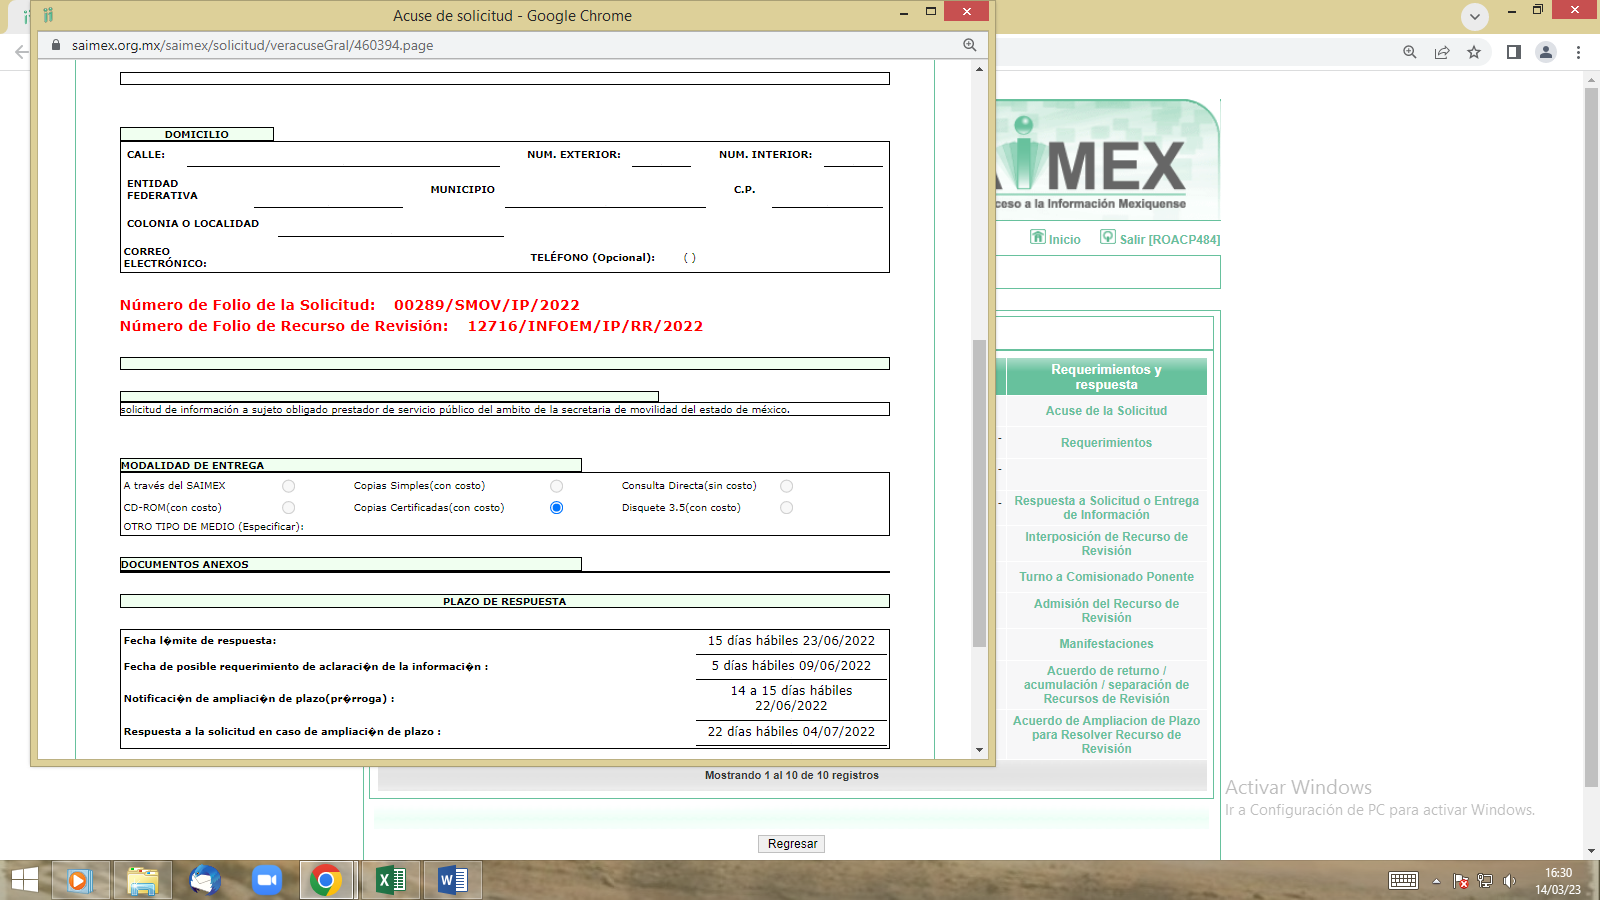 Acuse de solicitud - Google Chrome
saimex.org.mx/saimex/solicitud/veracuseGral/460394.page
DOMICILIO
CALLE:
NUM. EXTERIOR:
NUM. INTERIOR:
ENTIDAD
FEDERATIVA
MUNICIPIO
C.P.
COLONIA O LOCALIDAD
CORREO
ELECTRÓNICO:
TELÉFONO (Opcional): ( )
Número de Folio de la Solicitud: 00289/SMOV/IP/2022
Número de Folio de Recurso de Revisión: 12716/INFOEM/IP/RR/2022
solicitud de información a sujeto obligado prestador de servicio público del ambito de la secretaria de movilidad del estado de méxico.
MODALIDAD DE ENTREGA
A través del SAIMEX
Copias Simples(con costo)
Consulta Directa(sin costo)
CD-ROM(con costo)
Copias Certificadas(con costo)
Disquete 3.5(con costo)
OTRO TIPO DE MEDIO (Especificar):
DOCUMENTOS ANEXOS
PLAZO DE RESPUESTA
Fecha l�mite de respuesta: 15 días hábiles 23/06/2022
Fecha de posible requerimiento de aclaraci�n de la informaci�n : 5 días hábiles 09/06/2022
Notificaci�n de ampliaci�n de plazo(pr�rroga) : 14 a 15 días hábiles
22/06/2022
Respuesta a la solicitud en caso de ampliaci�n de plazo : 22 días hábiles 04/07/2022
AIMEX
ceso a la Información Mexiquense
Inicio
Salir [ROACP484]
Requerimientos y
respuesta
Acuse de la Solicitud
-
Requerimientos
-
-
Respuesta a Solicitud o Entrega
de Información
Interposición de Recurso de
Revisión
Turno a Comisionado Ponente
Admisión del Recurso de
Revisión
Manifestaciones
Acuerdo de returno /
acumulación / separación de
Recursos de Revisión
Acuerdo de Ampliacion de Plazo
para Resolver Recurso de
Revisión
Mostrando 1 al 10 de 10 registros
Regresar
Activar Windows
Ir a Configuración de PC para activar Windows.
16:30
14/03/23